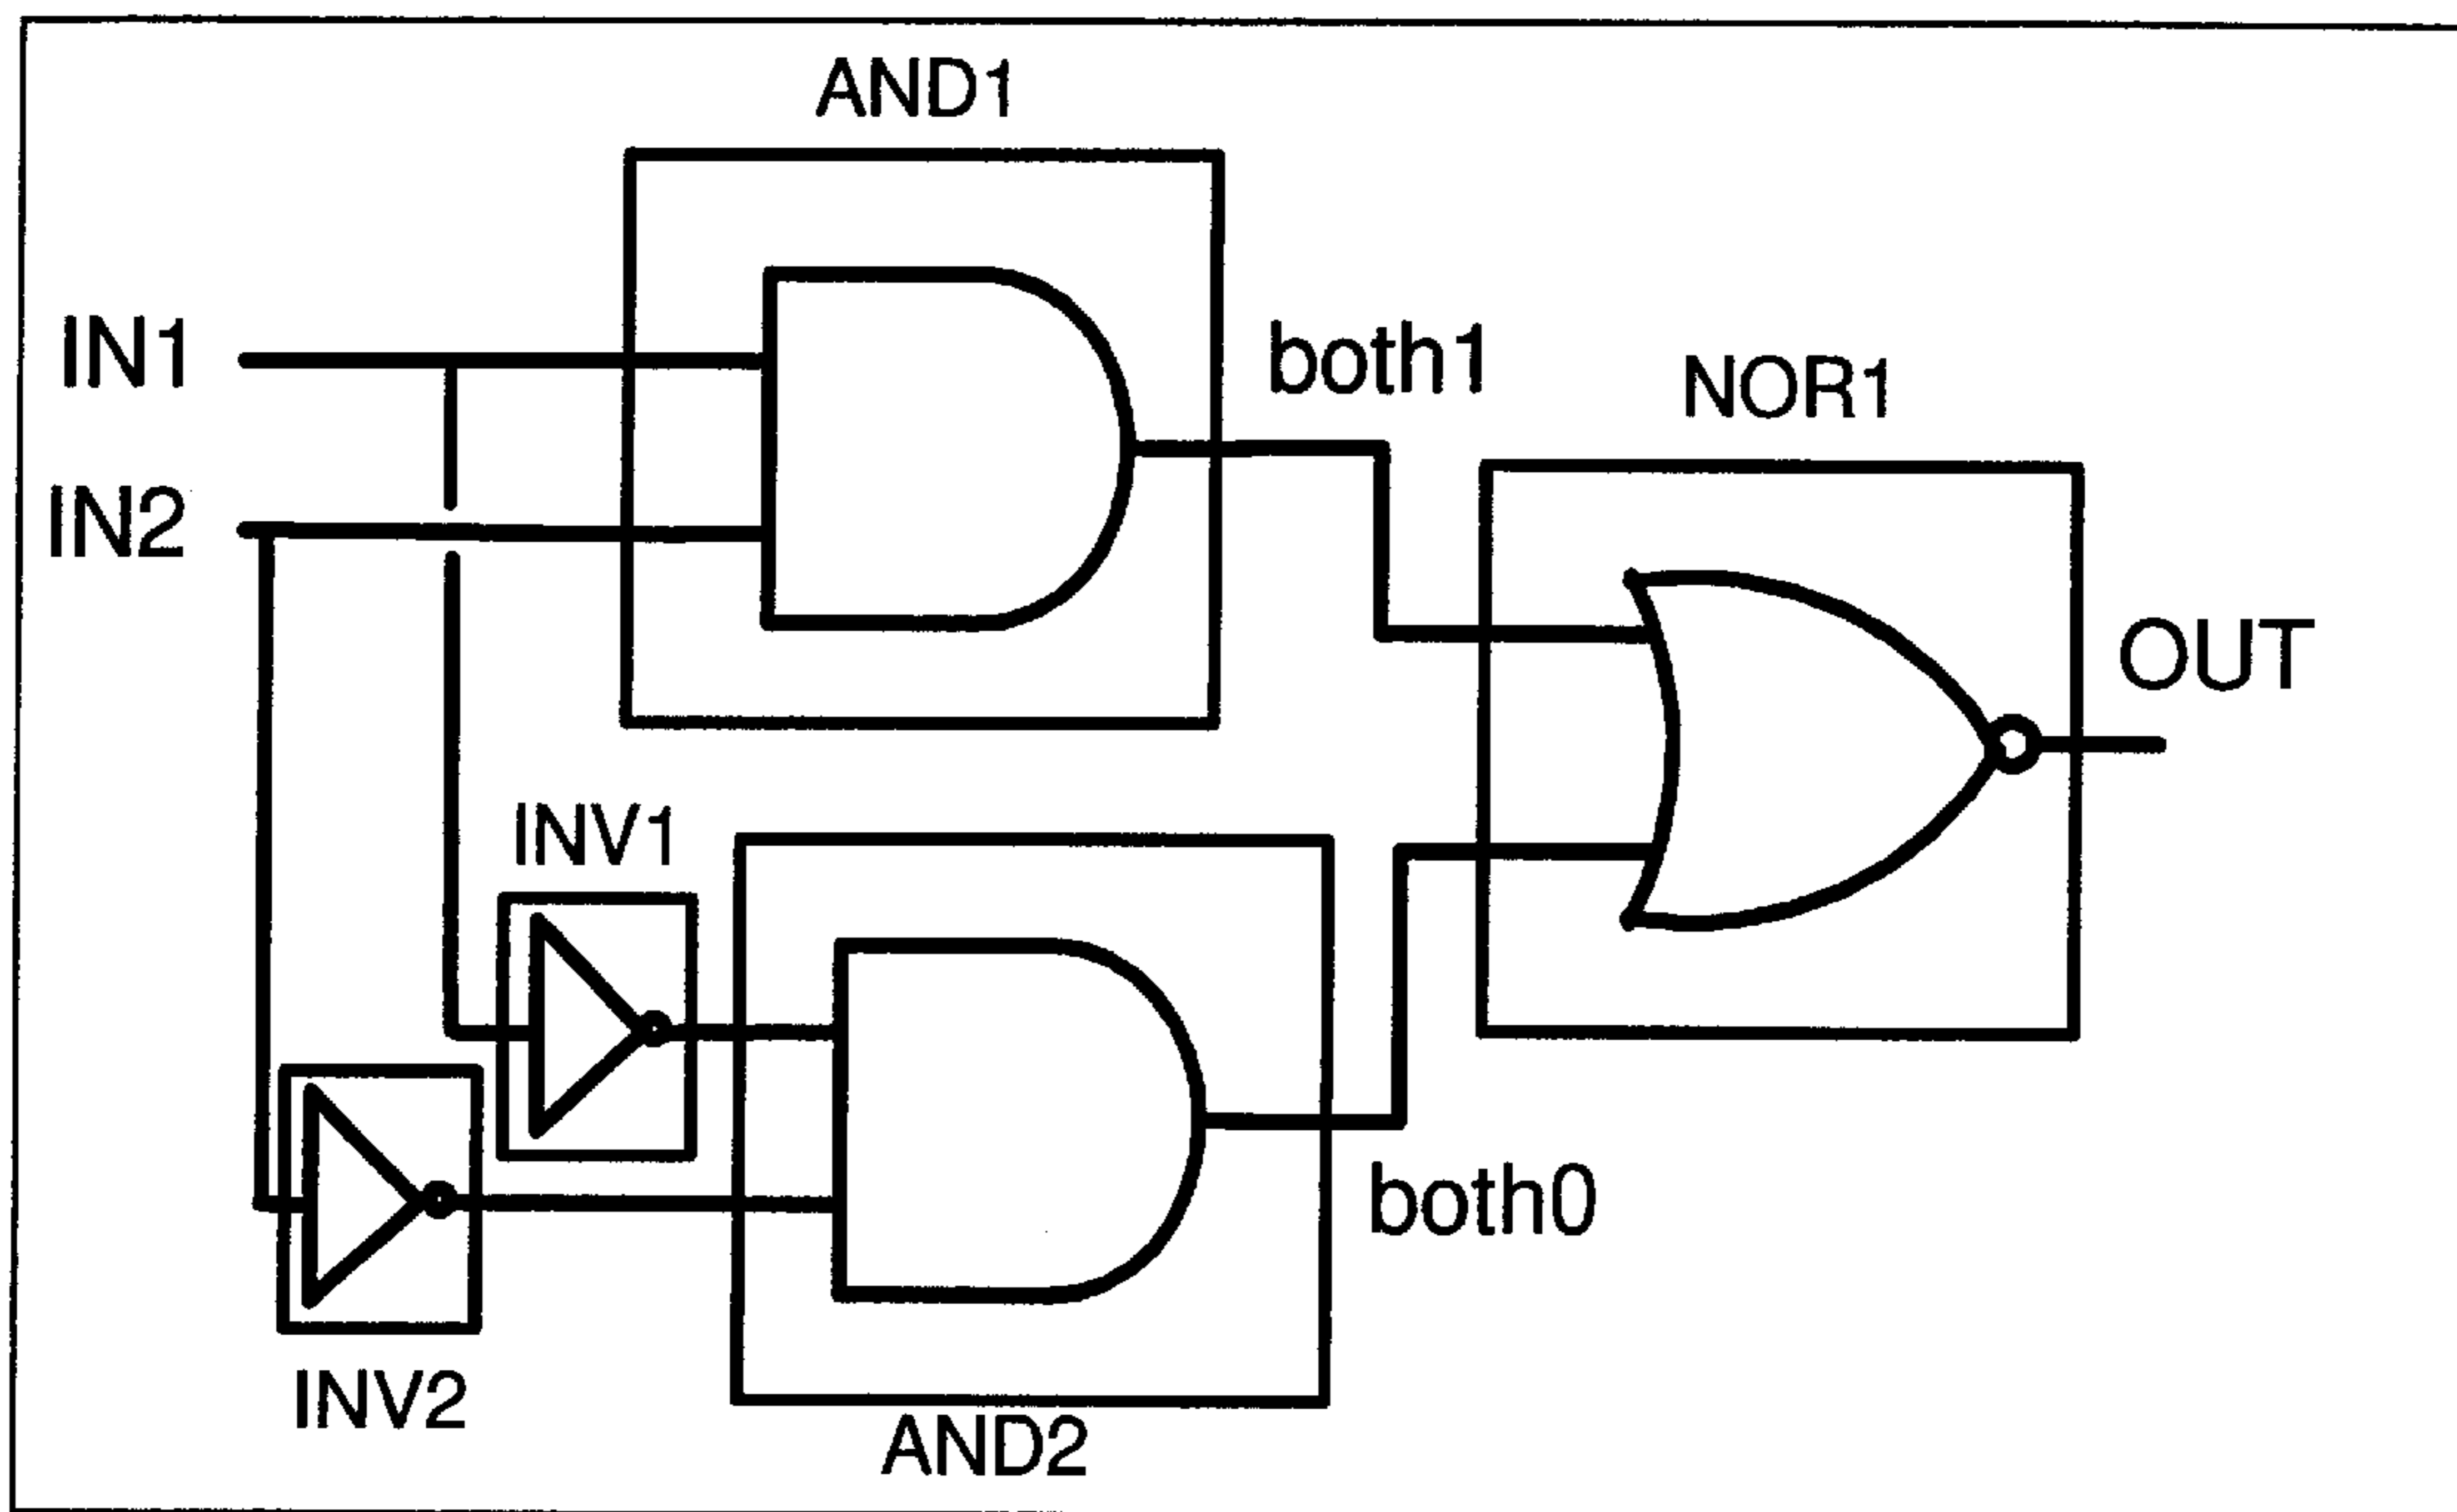 AND1
IN1
both1
NOR1
IN2
OUT
INV1
both0
INV2
AND2